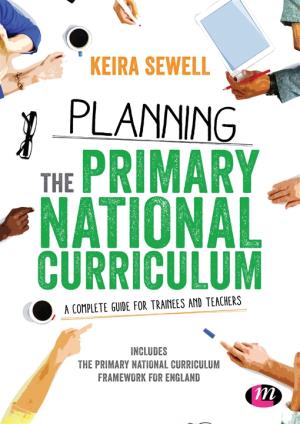 KEIRA SEWELL
PLANNING
THE PRIMARY
NATIONAL
CURRICULUM
A COMPLETE GUIDE FOR TRAINEES AND TEACHERS
INCLUDES
THE PRIMARY NATIONAL CURRICULUM
FRAMEWORK FOR ENGLAND
m